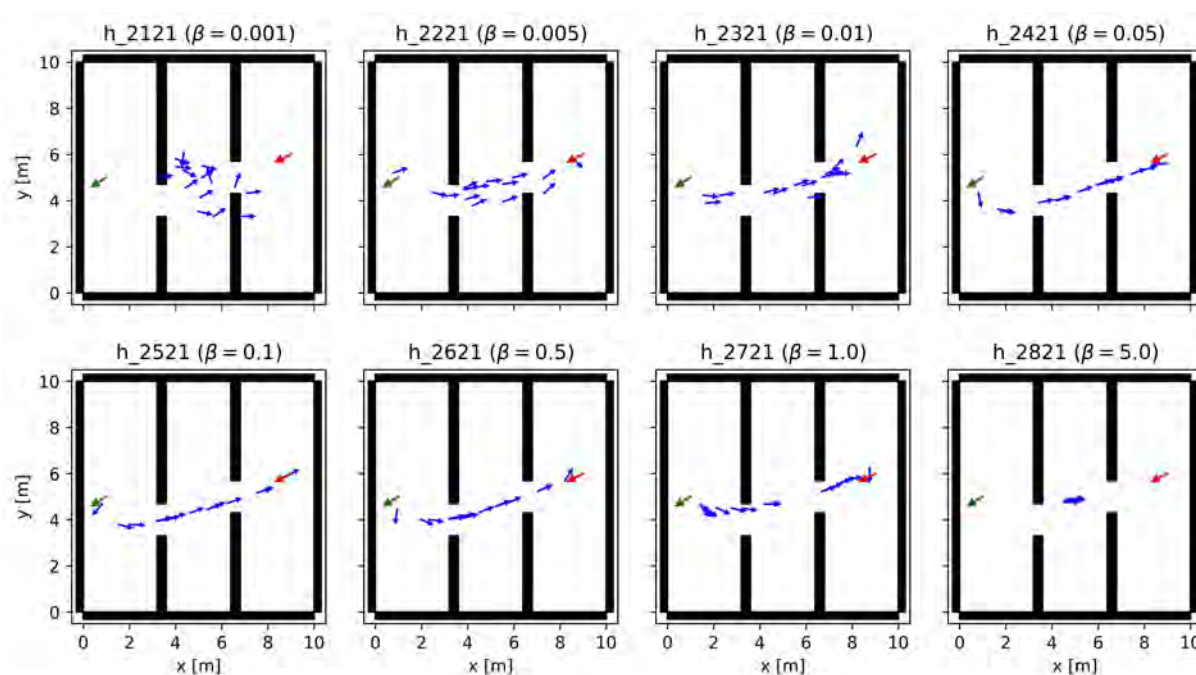 h_2121 (β = 0.001)
h_2221 (β = 0.005)
h_2321 (β = 0.01)
h_2421 (β = 0.05)
y [m]
10
8
6
4
2
0
h_2521 (β = 0.1)
h_2621 (β = 0.5)
h_2721 (β = 1.0)
h_2821 (β = 5.0)
y [m]
10
8
6
4
2
0
0 2 4 6 8 10
0 2 4 6 8 10
0 2 4 6 8 10
0 2 4 6 8 10
x [m]
x [m]
x [m]
x [m]